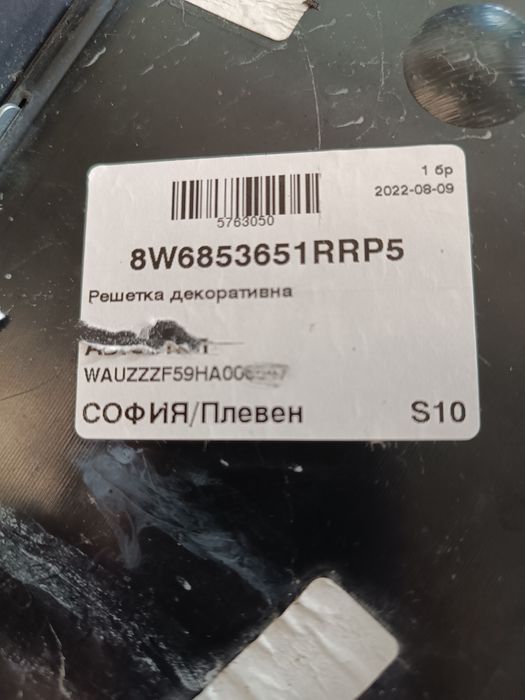 1 бр
2022-08-09
5763050
8W6853651RRP5
Решетка декоративна
СОФИЯ/Плевен S10